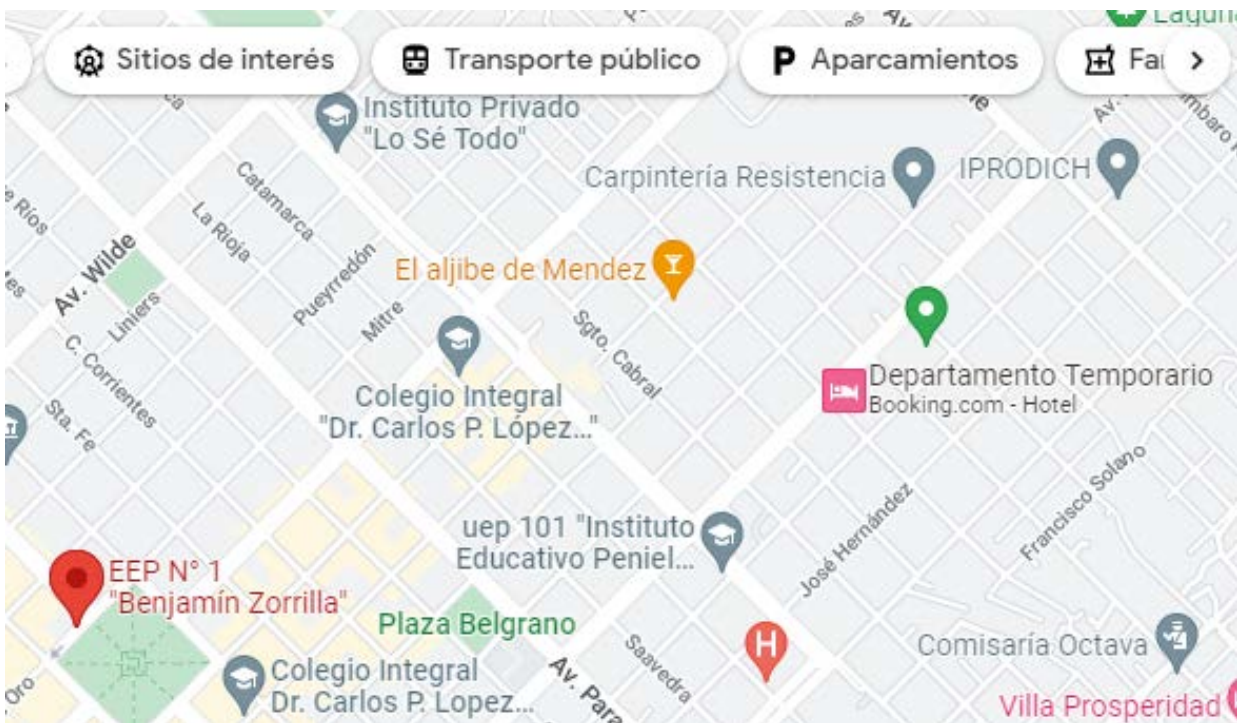 Sitios de interés
Transporte público
P Aparcamientos
Instituto Privado
"Lo Sé Todo"
Carpintería Resistencia
IPRODICH
Catamarca
La Rioja
Av. Wilde
Liniers
Pueyrredón
Mitre
El aljibe de Mendez
Sgto. Cabral
C. Corrientes
Sta. Fe
Colegio Integral
"Dr. Carlos P. López..."
Departamento Temporario
Booking.com - Hotel
José Hernández
Francisco Solano
uep 101 "Instituto
Educativo Peniel...
EEP N° 1
"Benjamín Zorrilla"
Plaza Belgrano
Saavedra
H
Comisaría Octava
Colegio Integral
Dr. Carlos P. Lopez...
Villa Prosperidad